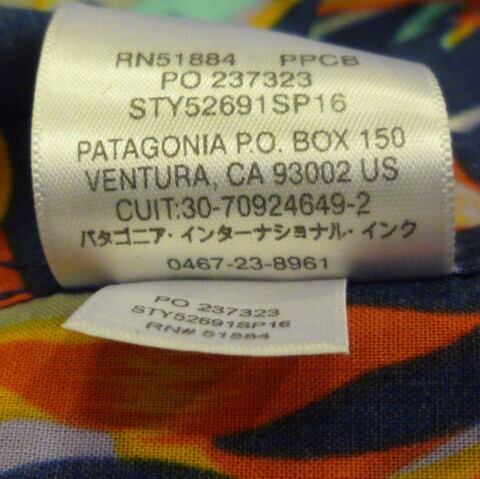 RN51884 PPCB
PO 237323
STY52691SP16
PATAGONIA P.O. BOX 150
VENTURA, CA 93002 US
CUIT:30-70924649-2
パタゴニア・インターナショナル・インク
0467-23-8961
PO 237323
STY52691SP16
RN# 51884